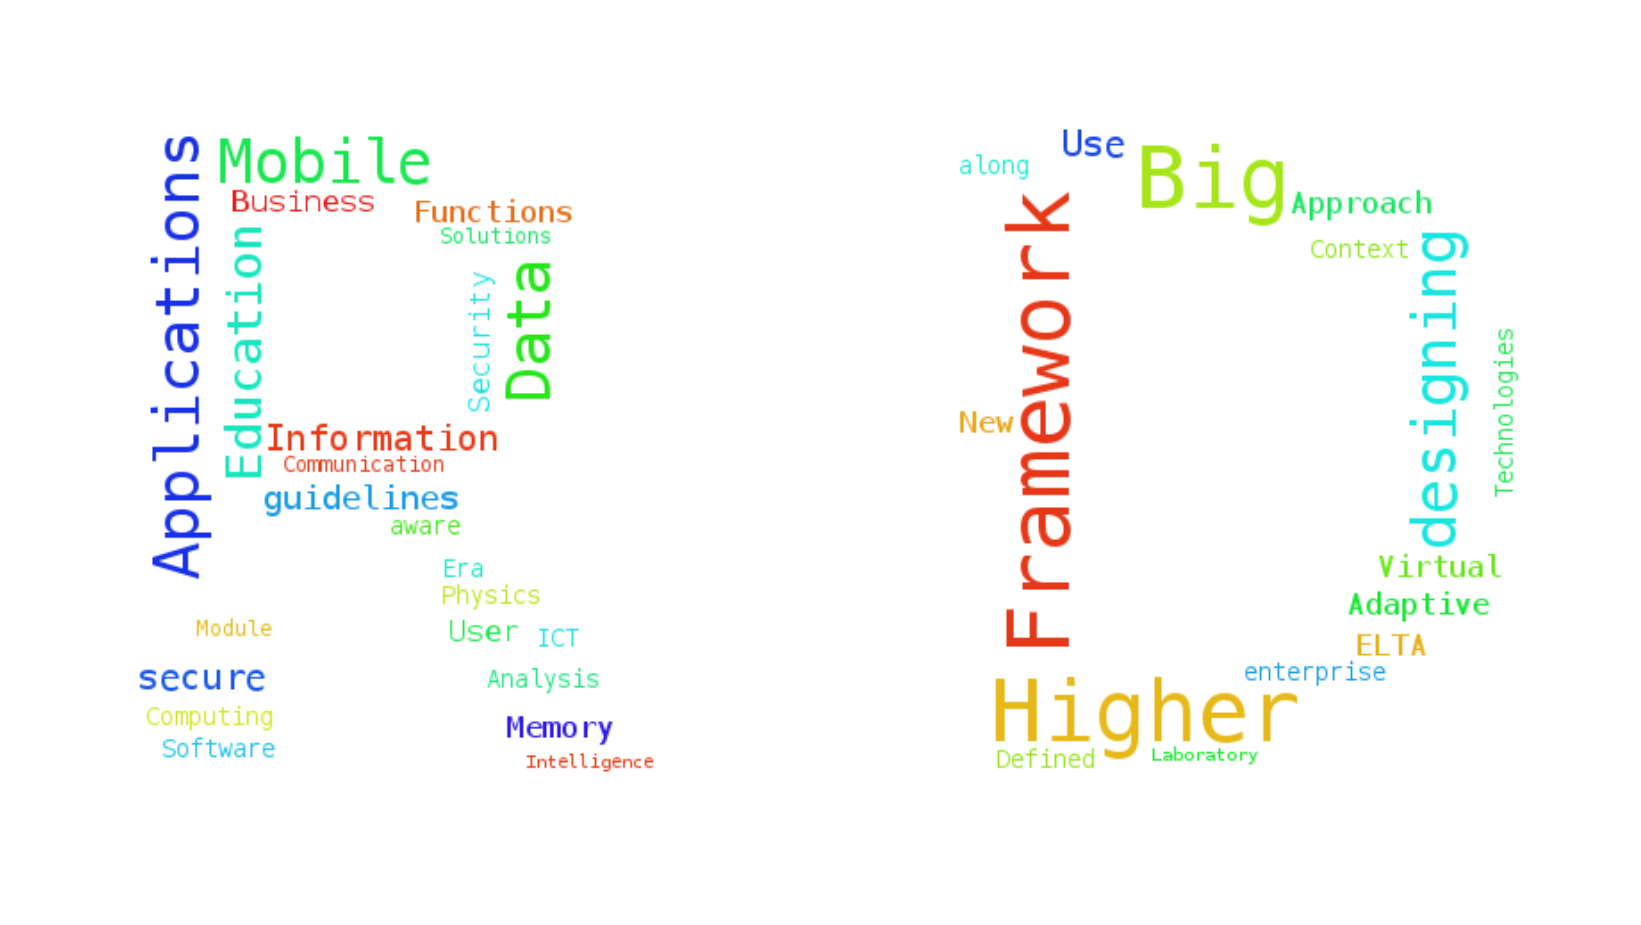 Applications
Mobile
Business
Functions
Solutions
Education
Security
Data
Information
Communication
guidelines
aware
Era
Physics
Module
User
ICT
secure
Analysis
Computing
Memory
Software
Intelligence
Use
along
Big
Approach
Framework
Context
designing
Technologies
New
Virtual
Adaptive
ELTA
enterprise
Higher
Defined
Laboratory